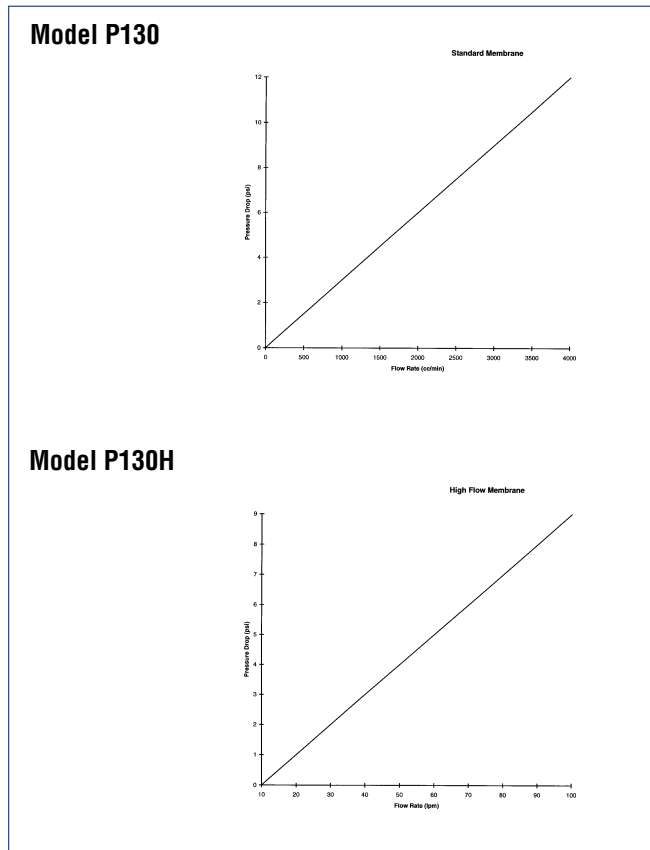 Model P130
Standard Membrane
12
10
8
6
4
2
0
Pressure Drop (psi)
0 500 1000 1500 2000 2500 3000 3500 4000
Flow Rate (cc/min)
Model P130H
High Flow Membrane
9
8
7
6
5
4
3
2
1
0
Pressure Drop (psi)
10 20 30 40 50 60 70 80 90 100
Flow Rate (lpm)